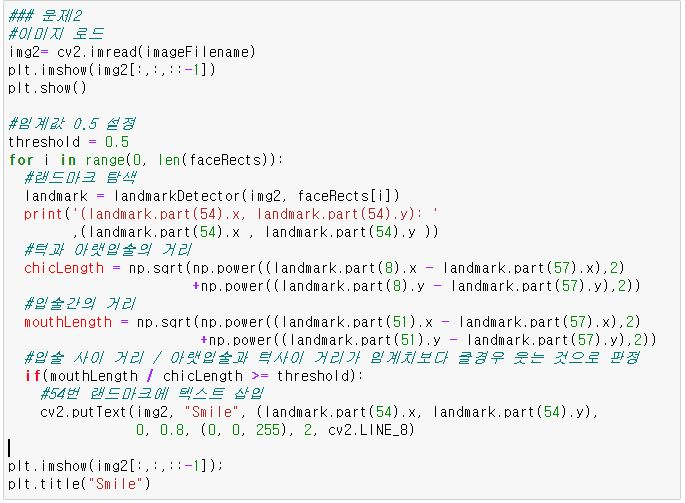 ### 문제2
#이미지 로드
img2= cv2.imread(imageFilename)
plt.imshow(img2[:,:,::-1])
plt.show()
#임계값 0.5 설정
threshold = 0.5
for i in range(0, len(faceRects)):
#랜드마크 탐색
landmark = landmarkDetector(img2, faceRects[i])
print('(landmark.part(54).x, landmark.part(54).y): '
,(landmark.part(54).x , landmark.part(54).y ))
#턱과 아랫입술의 거리
chicLength = np.sqrt(np.power((landmark.part(8).x - landmark.part(57).x),2)
+np.power((landmark.part(8).y - landmark.part(57).y),2))
#입술간의 거리
mouthLength = np.sqrt(np.power((landmark.part(51).x - landmark.part(57).x),2)
+np.power((landmark.part(51).y - landmark.part(57).y),2))
#입술 사이 거리 / 아랫입술과 턱사이 거리가 임계치보다 클경우 웃는 것으로 판정
if(mouthLength / chicLength >= threshold):
#54번 랜드마크에 텍스트 삽입
cv2.putText(img2, "Smile", (landmark.part(54).x, landmark.part(54).y),
0, 0.8, (0, 0, 255), 2, cv2.LINE_8)
plt.imshow(img2[:,:,::-1]);
plt.title("Smile")